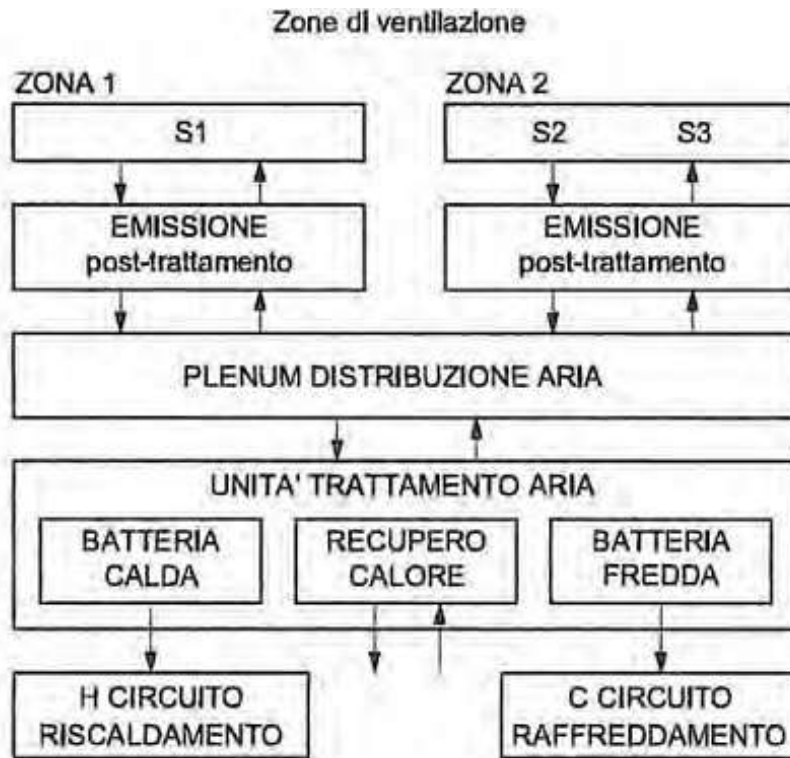 Zone di ventilazione
ZONA 1
ZONA 2
S1
S2 S3
EMISSIONE
post-trattamento
EMISSIONE
post-trattamento
PLENUM DISTRIBUZIONE ARIA
UNITA' TRATTAMENTO ARIA
BATTERIA
CALDA
RECUPERO
CALORE
BATTERIA
FREDDA
H CIRCUITO
RISCALDAMENTO
C CIRCUITO
RAFFREDDAMENTO